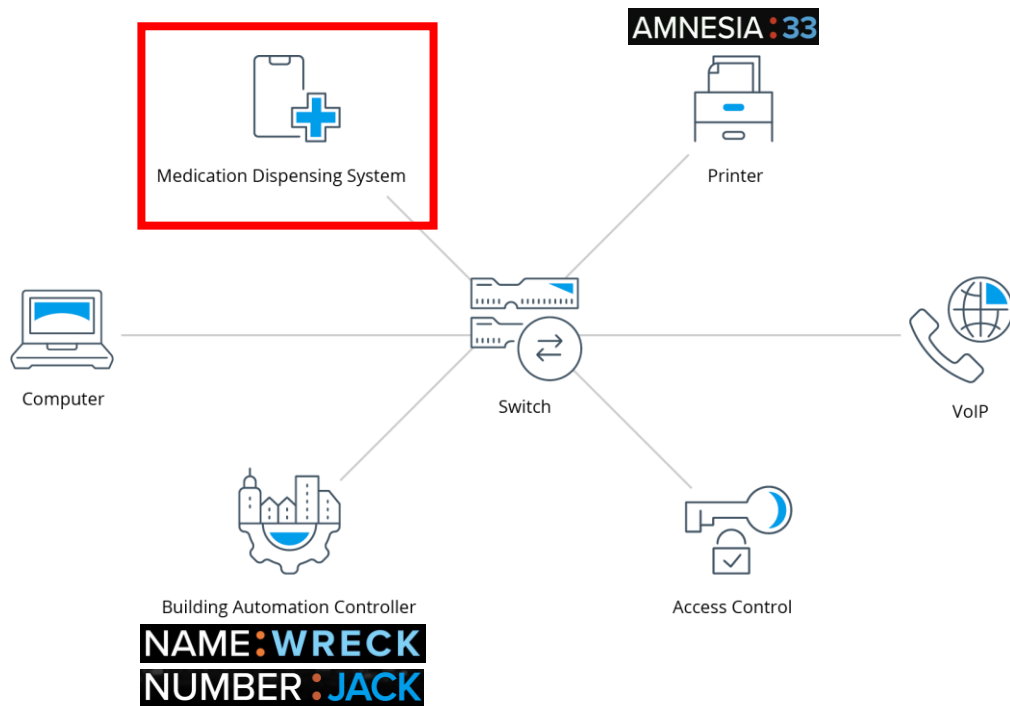 AMNESIA:33
Medication Dispensing System
Printer
Computer
Switch
VoIP
Building Automation Controller
Access Control
NAME:WRECK
NUMBER:JACK